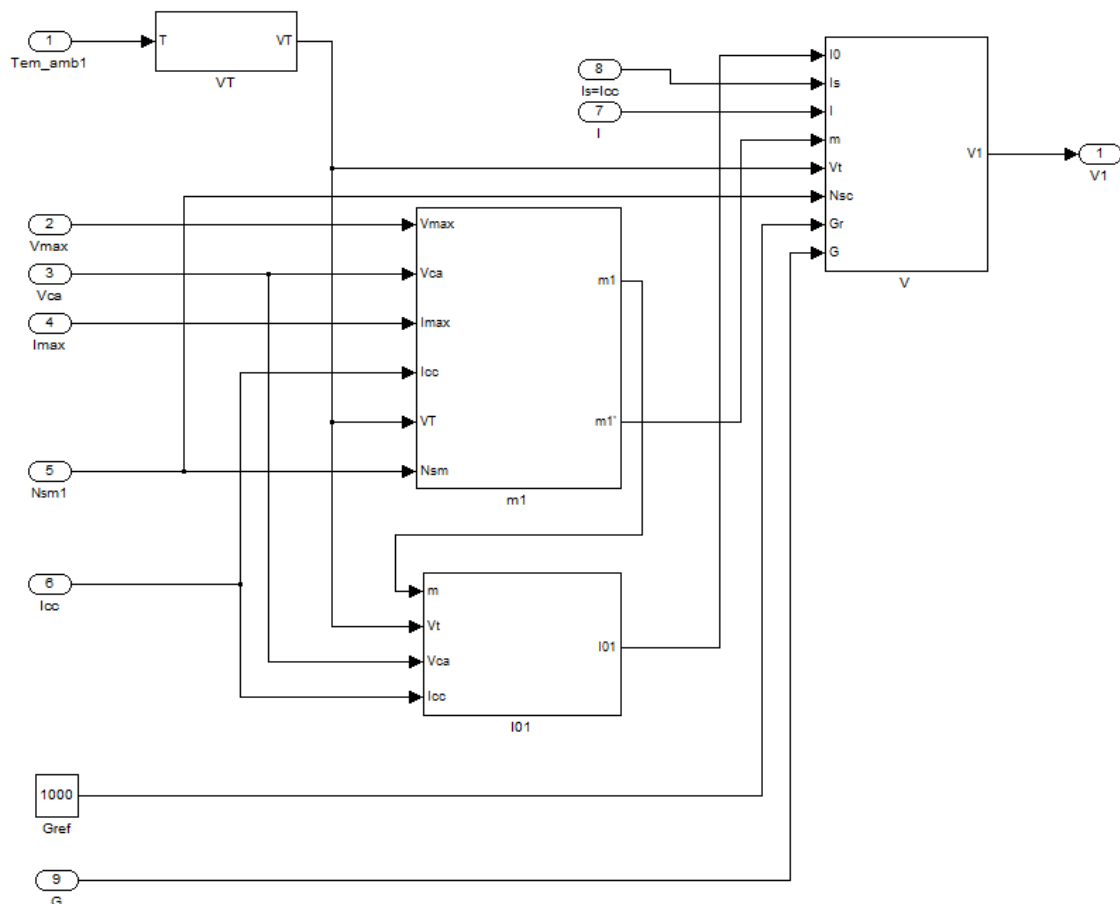 1
Tem_amb1
T
VT
VT
8
Is=Icc
7
I
I0
Is
I
m
Vt
Nsc
Gr
G
V1
V
1
V1
2
Vmax
3
Vca
4
Imax
5
Nsm1
Vmax
Vca
Imax
Icc
VT
Nsm
m1
m1'
m1
6
Icc
m
Vt
Vca
Icc
I01
I01
1000
Gref
9
G